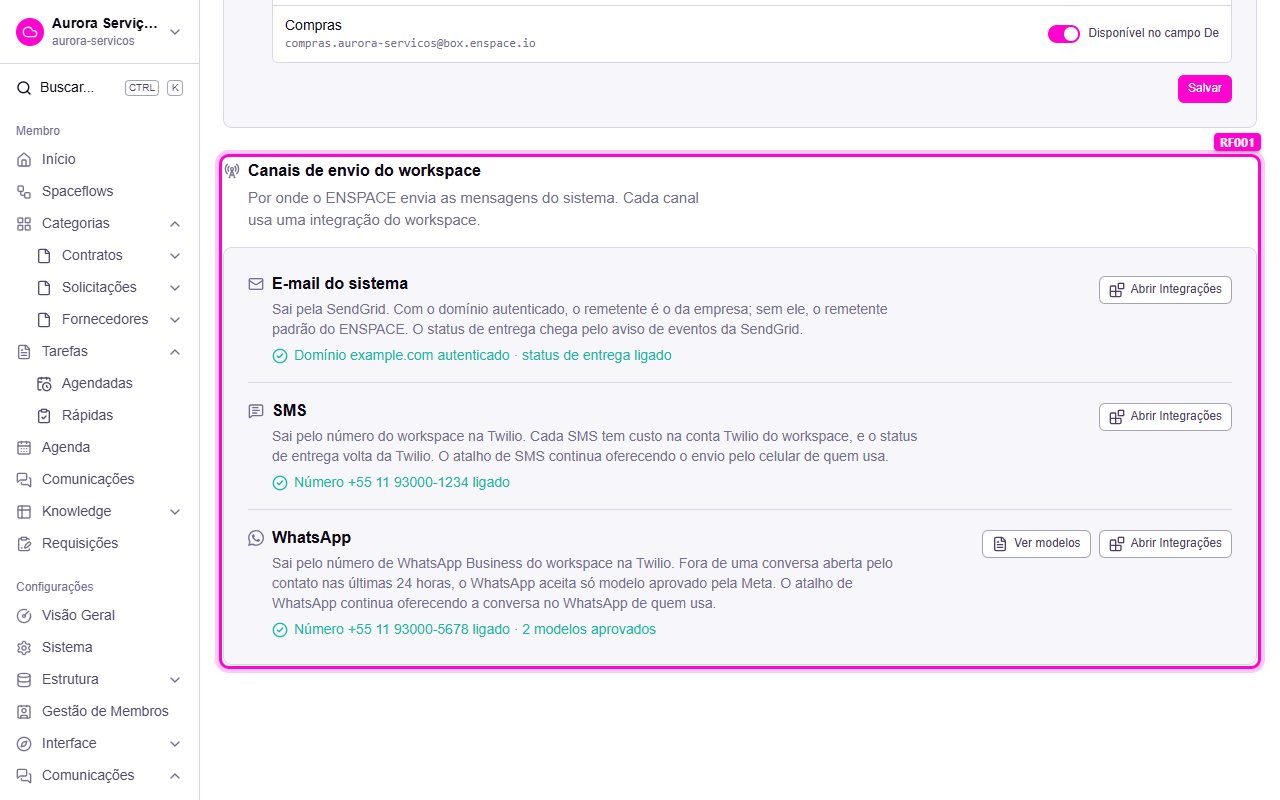 Aurora Serviç...
aurora-servicos
Buscar...
CTRL
K
Membro
Início
Spaceflows
Categorias
Contratos
Solicitações
Fornecedores
Tarefas
Agendadas
Rápidas
Agenda
Comunicações
Knowledge
Requisições
Configurações
Visão Geral
Sistema
Estrutura
Gestão de Membros
Interface
Comunicações
Compras
compras.aurora-servicos@box.enspace.io
Disponível no campo De
Salvar
RF001
Canais de envio do workspace
Por onde o ENSPACE envia as mensagens do sistema. Cada canal
usa uma integração do workspace.
E-mail do sistema
Abrir Integrações
Sai pela SendGrid. Com o domínio autenticado, o remetente é o da empresa; sem ele, o remetente
padrão do ENSPACE. O status de entrega chega pelo aviso de eventos da SendGrid.
Domínio example.com autenticado · status de entrega ligado
SMS
Abrir Integrações
Sai pelo número do workspace na Twilio. Cada SMS tem custo na conta Twilio do workspace, e o status
de entrega volta da Twilio. O atalho de SMS continua oferecendo o envio pelo celular de quem usa.
Número +55 11 93000-1234 ligado
WhatsApp
Ver modelos
Abrir Integrações
Sai pelo número de WhatsApp Business do workspace na Twilio. Fora de uma conversa aberta pelo
contato nas últimas 24 horas, o WhatsApp aceita só modelo aprovado pela Meta. O atalho de
WhatsApp continua oferecendo a conversa no WhatsApp de quem usa.
Número +55 11 93000-5678 ligado · 2 modelos aprovados